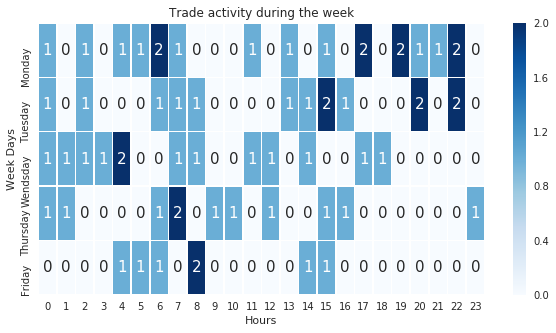 Trade activity during the week
Week Days
Monday 1 0 1 0 1 1 2 1 0 0 0 1 0 1 0 1 0 2 0 2 1 1 2 0
Tuesday 1 0 1 0 0 0 1 1 1 0 0 0 0 1 1 2 1 0 0 0 2 0 2 0
Wendsday 1 1 1 1 2 0 0 1 1 0 0 1 1 0 1 0 0 1 1 0 0 0 0 0
Thursday 1 1 0 0 0 0 1 2 0 1 1 0 1 0 0 1 1 0 0 0 0 0 0 1
Friday 0 0 0 0 1 1 1 0 2 0 0 0 0 0 1 1 0 0 0 0 0 0 0 0
0 1 2 3 4 5 6 7 8 9 10 11 12 13 14 15 16 17 18 19 20 21 22 23
Hours
2.0
1.6
1.2
0.8
0.4
0.0